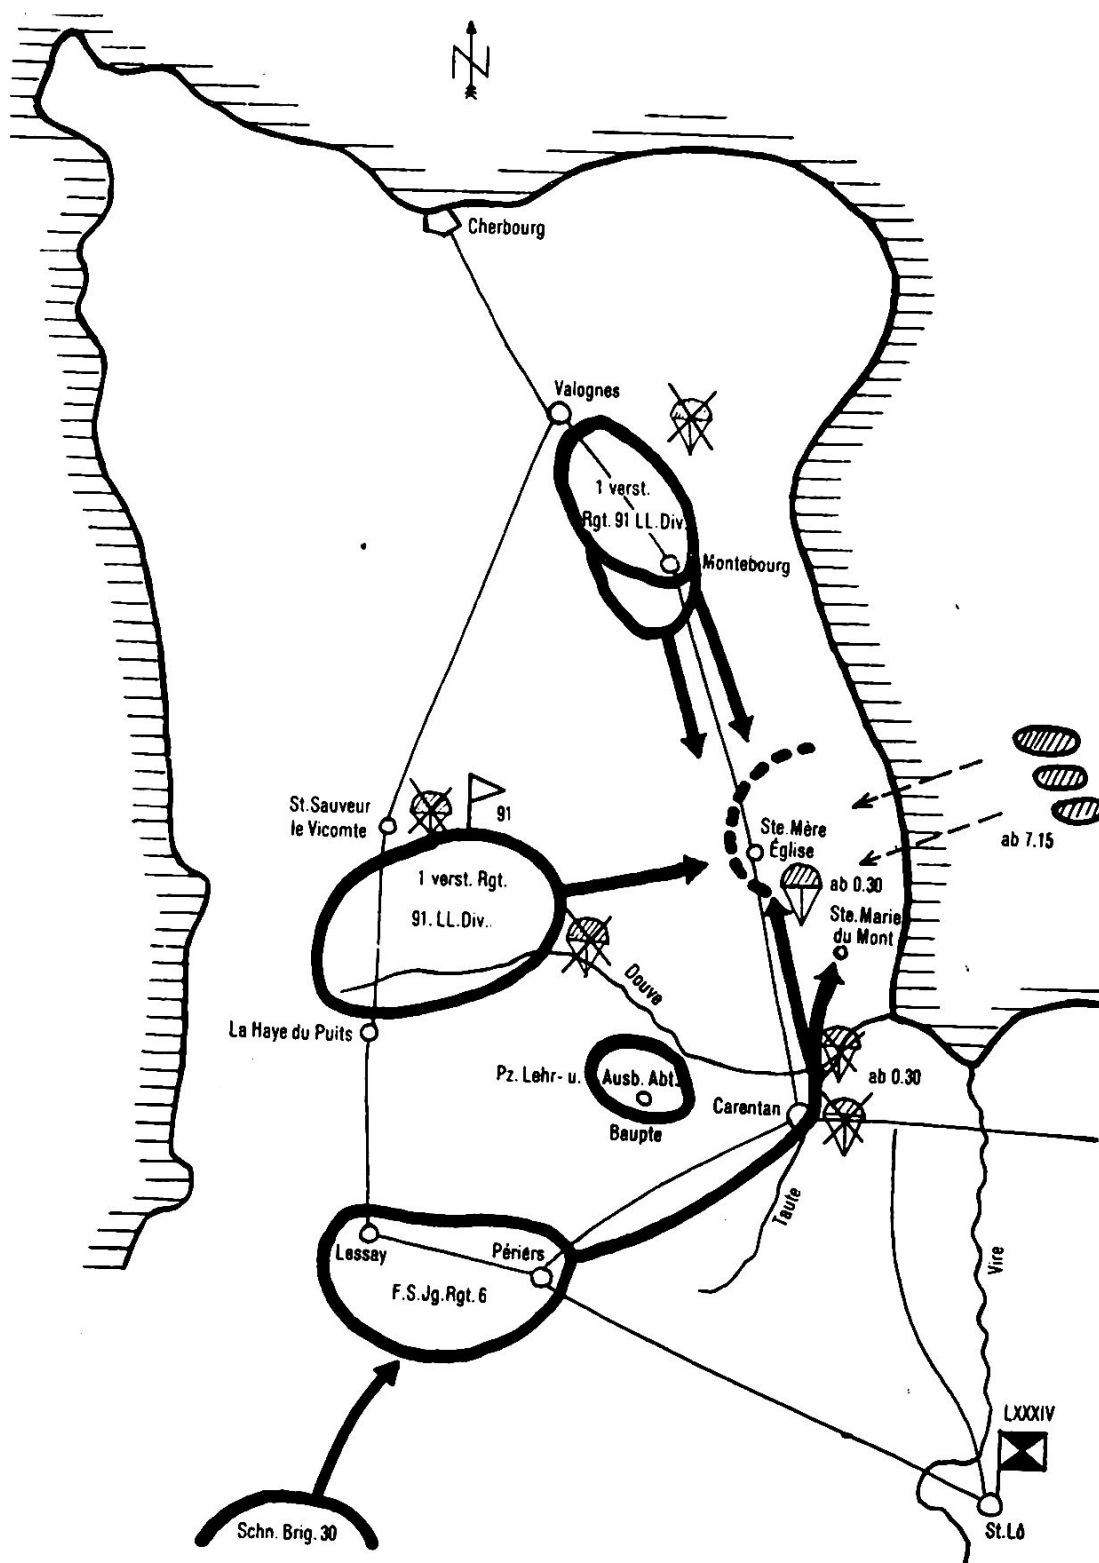 N
Cherbourg
Valognes
1 verst.
Rgt. 91 LL.Div.
Montebourg
St. Sauveur
le Vicomte
91
1 verst. Rgt.
91. LL.Div..
Ste. Mère
Église
ab 7.15
ab 0.30
Ste. Marie
du Mont
Douve
La Haye du Puits
Pz. Lehr- u. Ausb. Abt.
Baupte
Carentan
ab 0.30
Taute
Vire
Lessay
Périérs
F.S.Jg.Rgt. 6
LXXXIV
St. Lô
Schn. Brig. 30